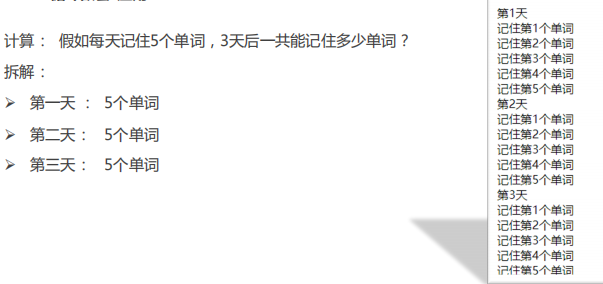 计算： 假如每天记住5个单词，3天后一共能记住多少单词？
拆解：
➢ 第一天 ： 5个单词
➢ 第二天： 5个单词
➢ 第三天： 5个单词
第1天
记住第1个单词
记住第2个单词
记住第3个单词
记住第4个单词
记住第5个单词
第2天
记住第1个单词
记住第2个单词
记住第3个单词
记住第4个单词
记住第5个单词
第3天
记住第1个单词
记住第2个单词
记住第3个单词
记住第4个单词
记住第5个单词